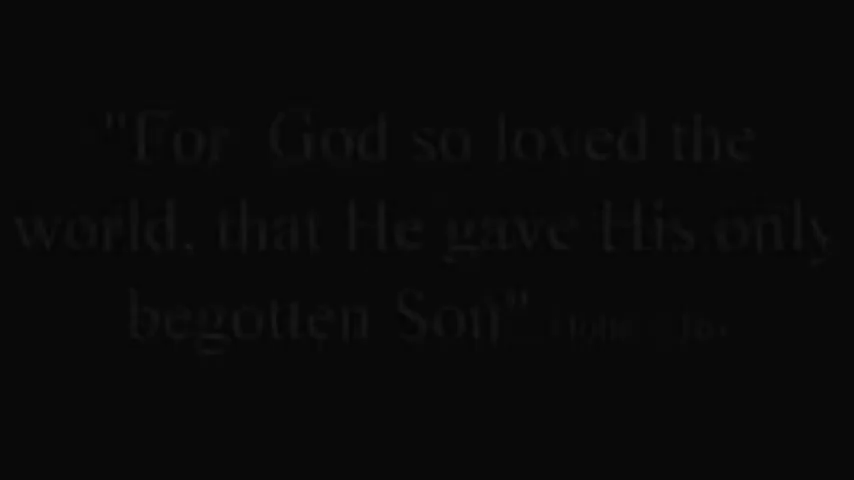 "For God so loved the
world, that He gave His only
begotten Son"